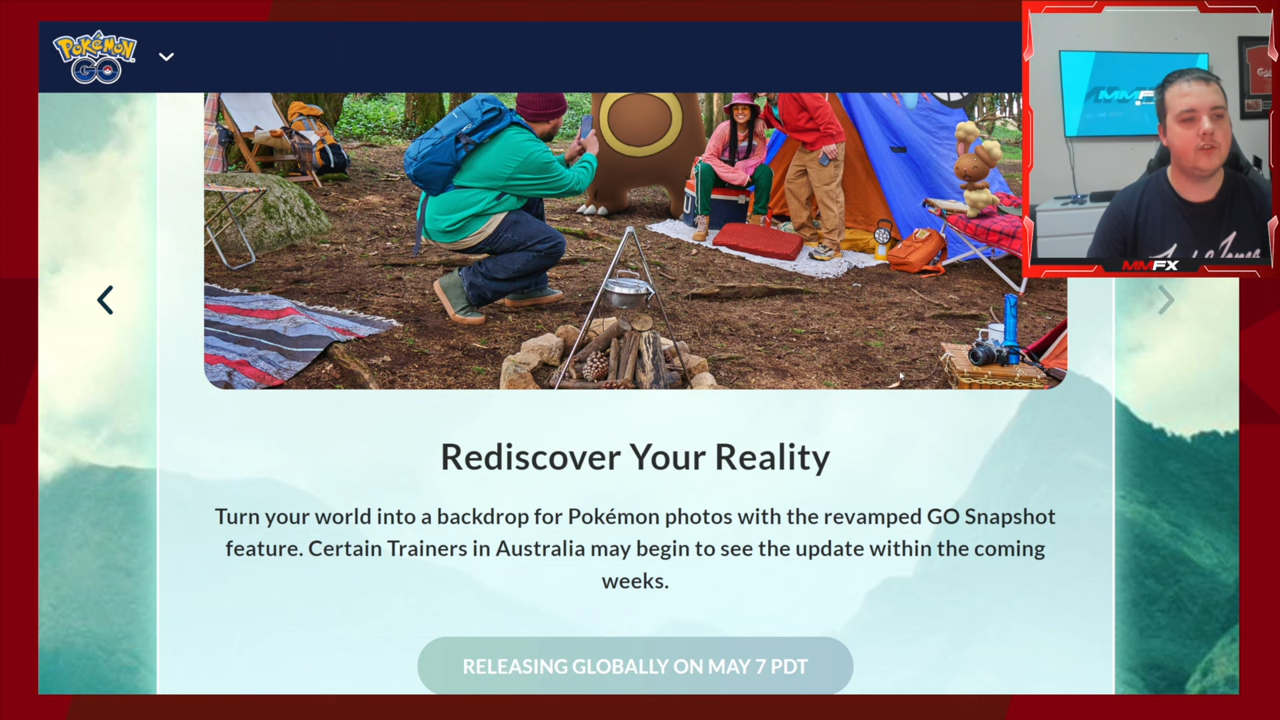 POKÉMON
GO
MMFX
MMFX
Rediscover Your Reality
Turn your world into a backdrop for Pokémon photos with the revamped GO Snapshot
feature. Certain Trainers in Australia may begin to see the update within the coming
weeks.
RELEASING GLOBALLY ON MAY 7 PDT